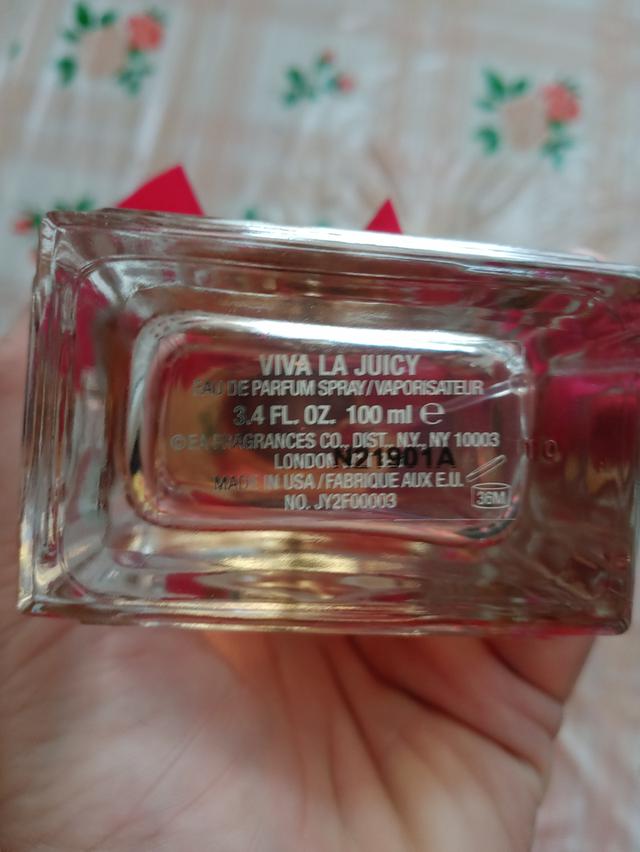 VIVA LA JUICY
EAU DE PARFUM SPRAY/VAPORISATEUR
3.4 FL. OZ. 100 ml ℮
©EA FRAGRANCES CO., DIST. N.Y., NY 10003
LONDON
N21901A
MADE IN USA/FABRIQUE AUX E.U.
NO. JY2F00003
36M